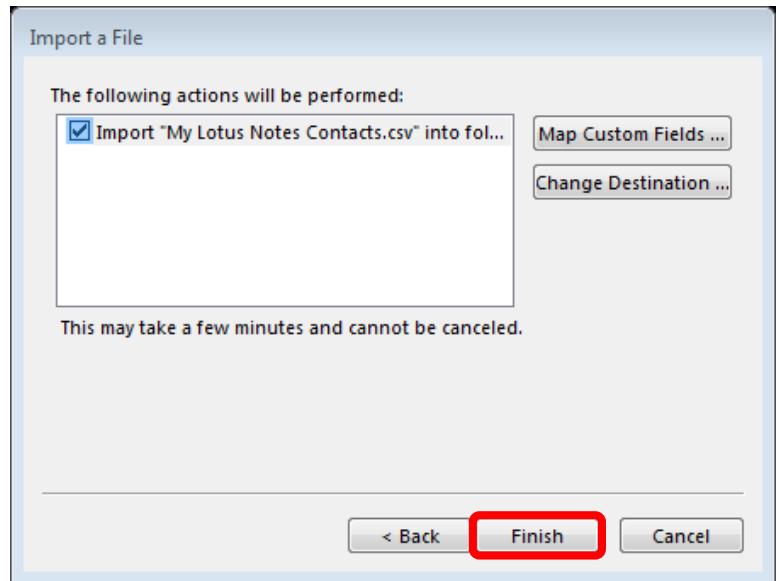 Import a File
The following actions will be performed:
Import "My Lotus Notes Contacts.csv" into fol...
Map Custom Fields ...
Change Destination ...
This may take a few minutes and cannot be canceled.
< Back
Finish
Cancel